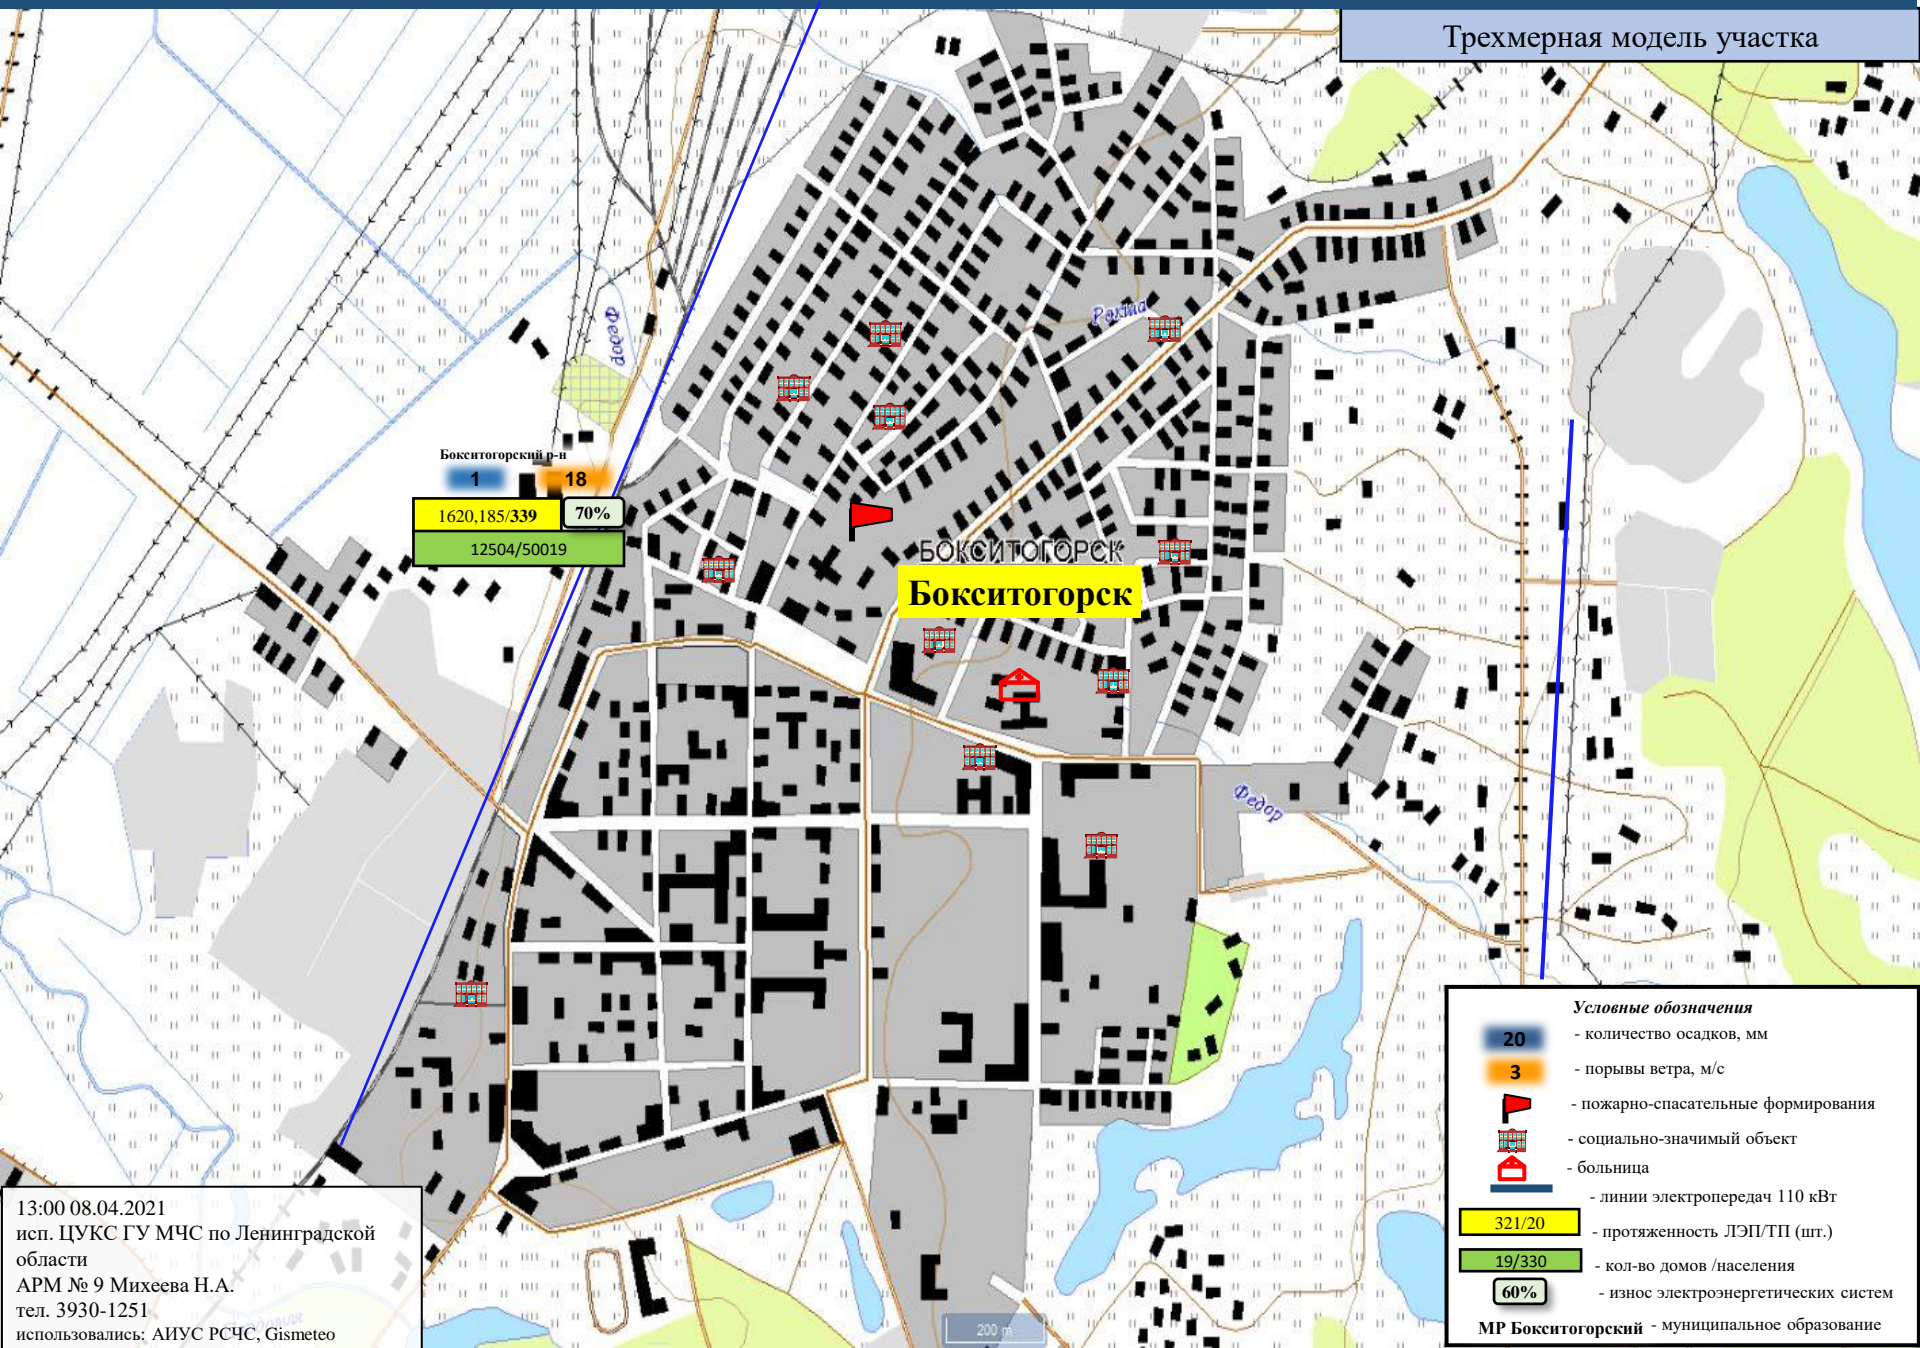 Трехмерная модель участка
Рохта
Федор
Бокситогорский р-н
1
18
1620,185/339
70%
12504/50019
БОКСИТОГОРСК
Бокситогорск
Федор
Условные обозначения
20 - количество осадков, мм
3 - порывы ветра, м/с
- пожарно-спасательные формирования
- социально-значимый объект
- больница
- линии электропередач 110 кВт
321/20 - протяженность ЛЭП/ТП (шт.)
19/330 - кол-во домов /населения
60% - износ электроэнергетических систем
МР Бокситогорский - муниципальное образование
13:00 08.04.2021
исп. ЦУКС ГУ МЧС по Ленинградской
области
АРМ № 9 Михеева Н.А.
тел. 3930-1251
использовались: АИУС РСЧС, Gismeteo
200 m